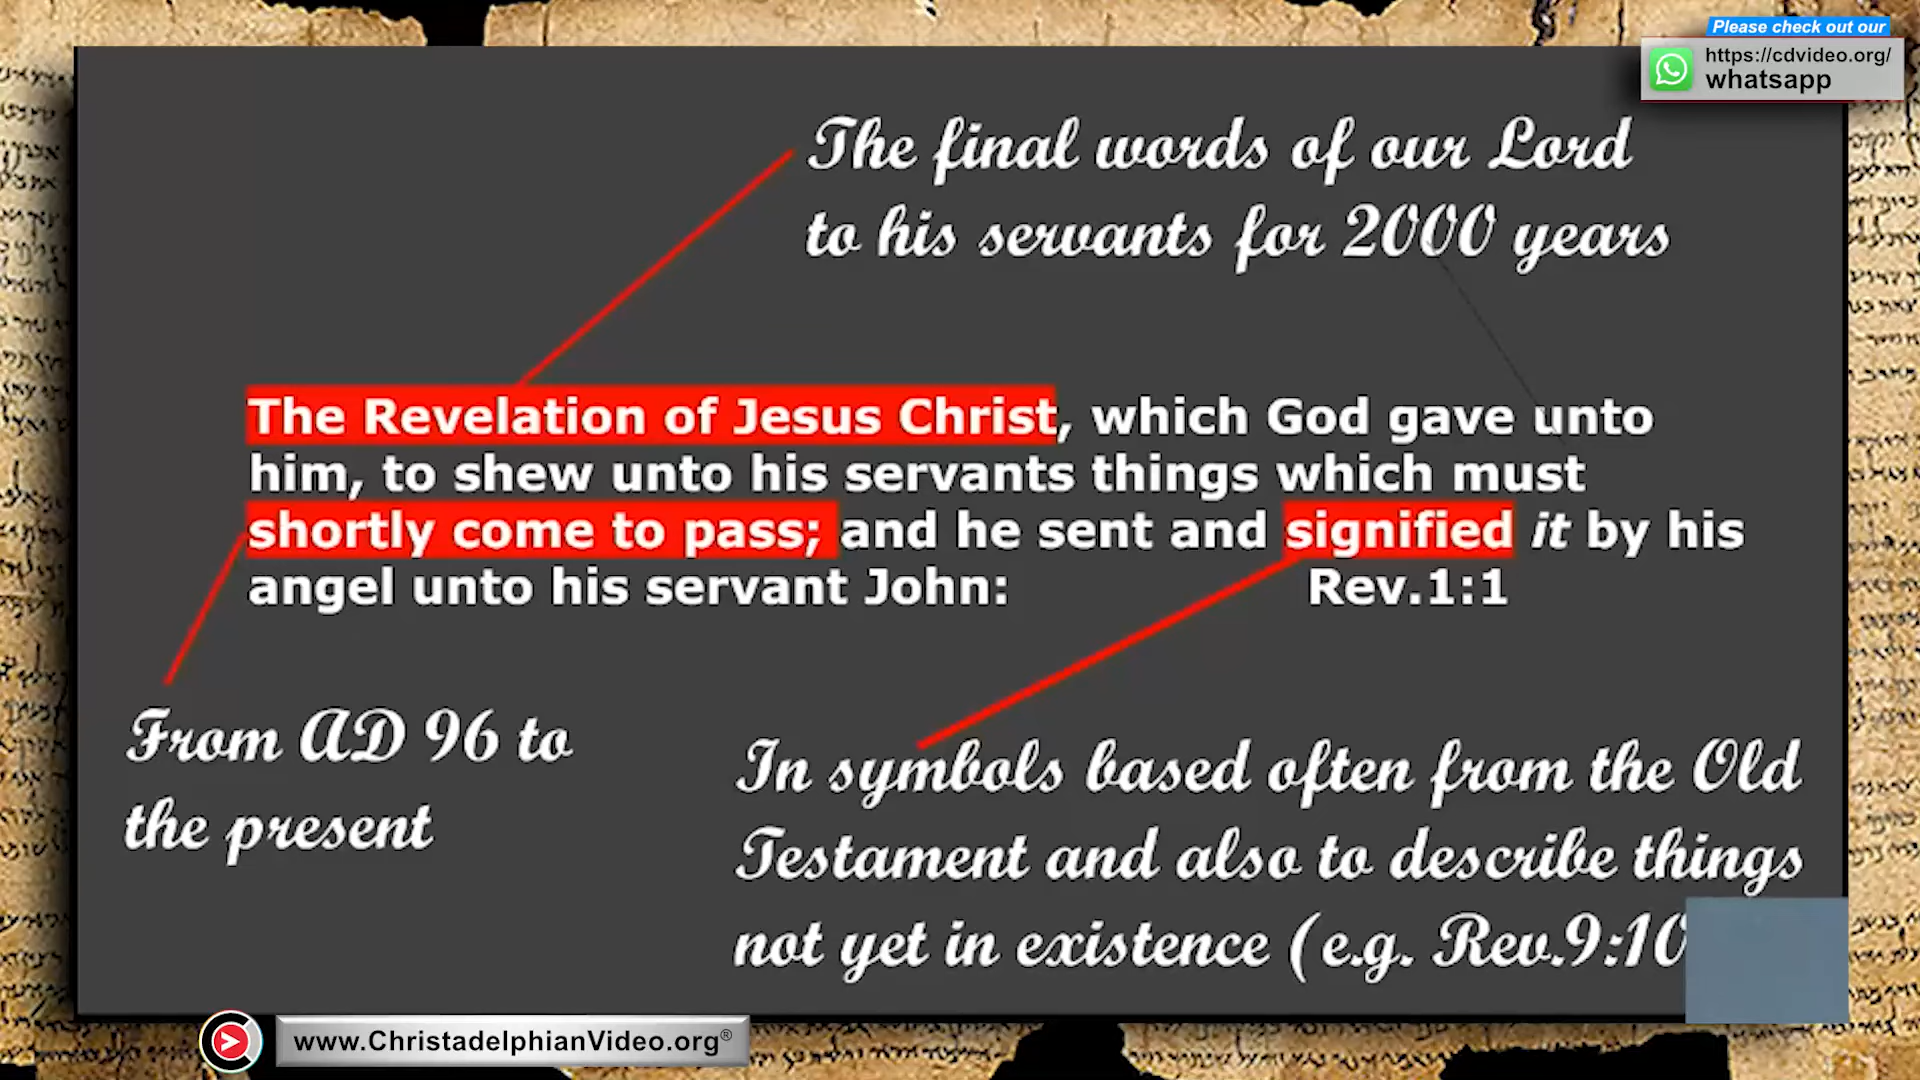 Please check out our
https://cdvideo.org/
whatsapp
The final words of our Lord
to his servants for 2000 years
The Revelation of Jesus Christ, which God gave unto
him, to shew unto his servants things which must
shortly come to pass; and he sent and signified it by his
angel unto his servant John: Rev.1:1
From AD 96 to
the present
In symbols based often from the Old
Testament and also to describe things
not yet in existence (e.g. Rev.9:10
www.ChristadelphianVideo.org®